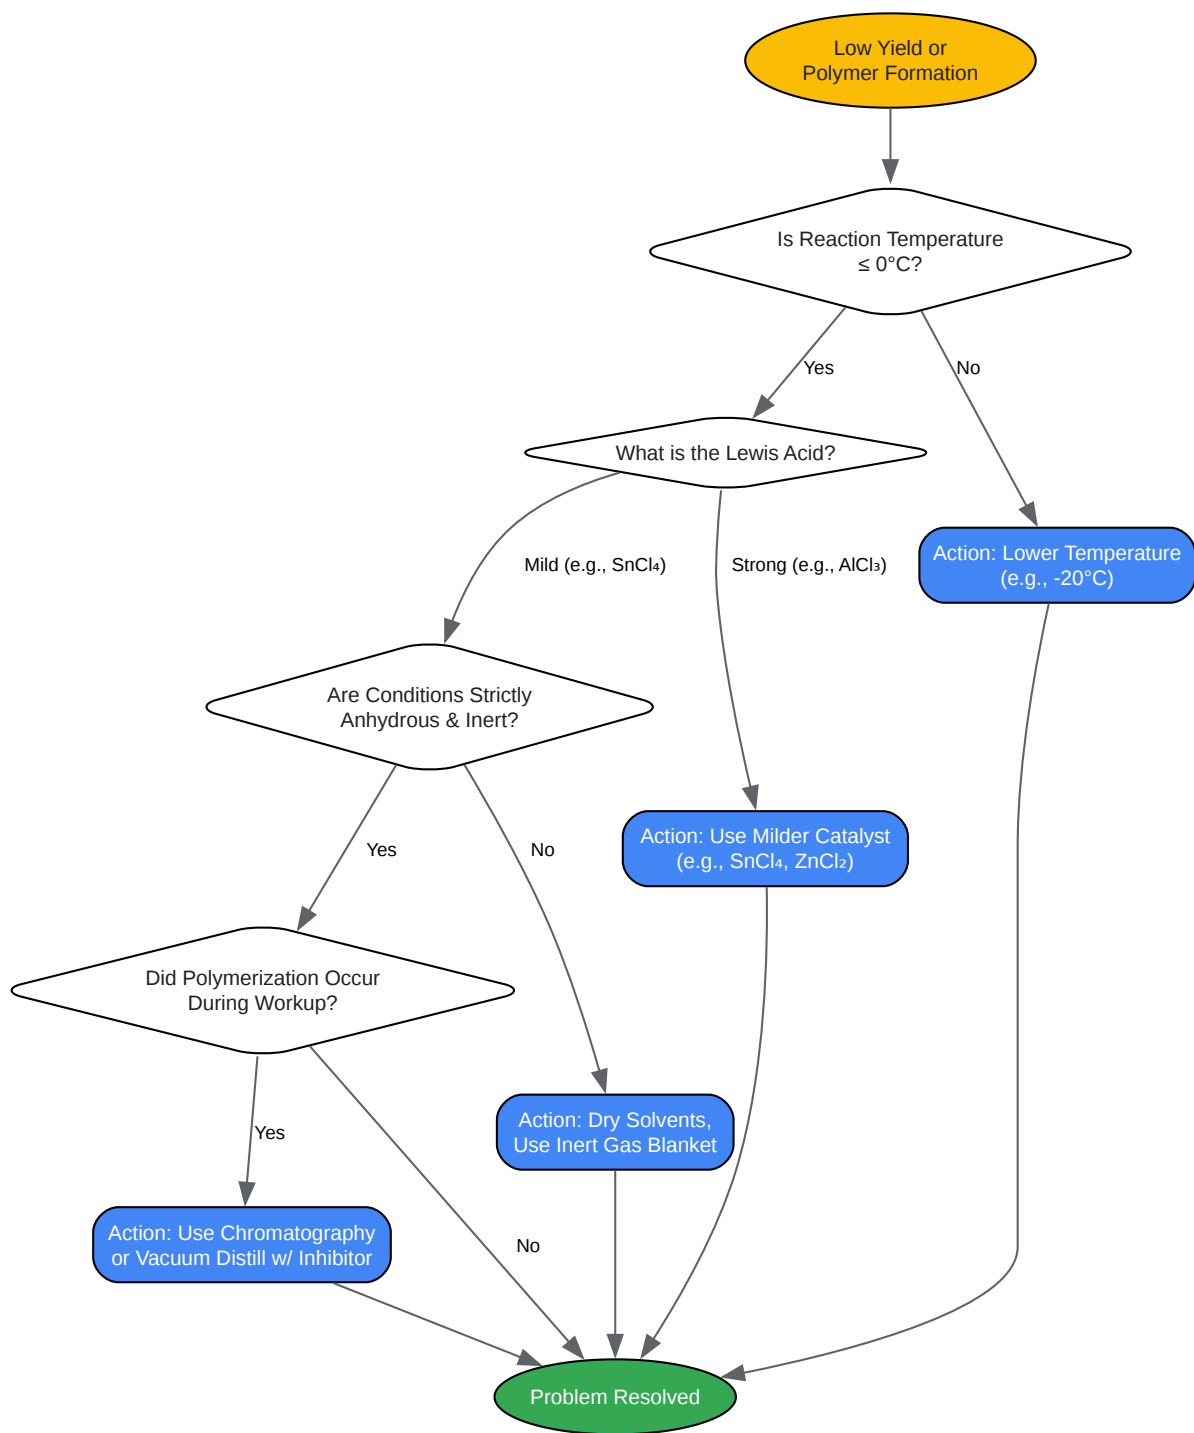 Low Yield or
Polymer Formation
Is Reaction Temperature
≤ 0°C?
Yes
No
What is the Lewis Acid?
Mild (e.g., SnCl₄)
Strong (e.g., AlCl₃)
Action: Lower Temperature
(e.g., -20°C)
Are Conditions Strictly
Anhydrous & Inert?
Yes
No
Action: Use Milder Catalyst
(e.g., SnCl₄, ZnCl₂)
Did Polymerization Occur
During Workup?
Yes
No
Action: Dry Solvents,
Use Inert Gas Blanket
Action: Use Chromatography
or Vacuum Distill w/ Inhibitor
Problem Resolved